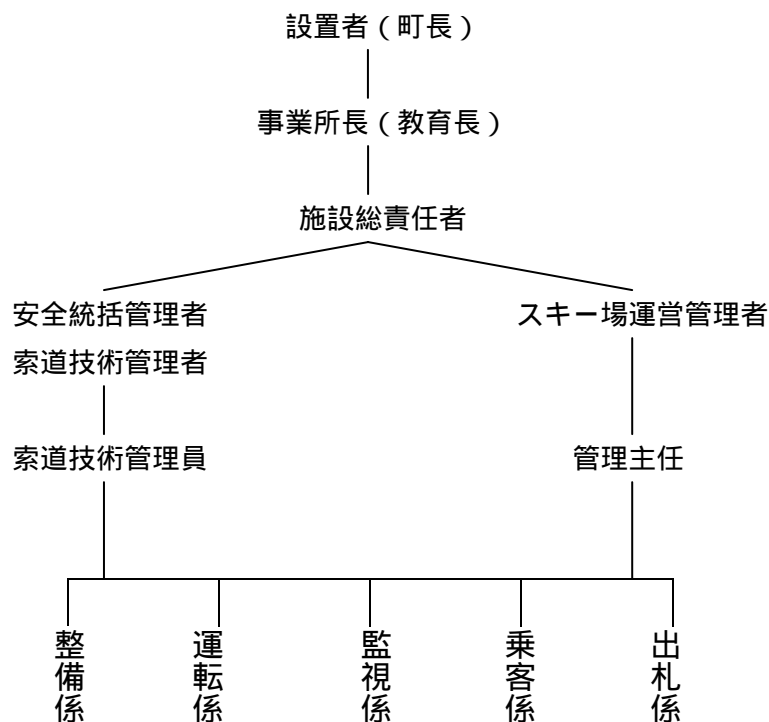 設置者（町長）
事業所長（教育長）
施設総責任者
安全統括管理者
スキー場運営管理者
索道技術管理者
索道技術管理員
管理主任
整備係
運転係
監視係
乗客係
出札係